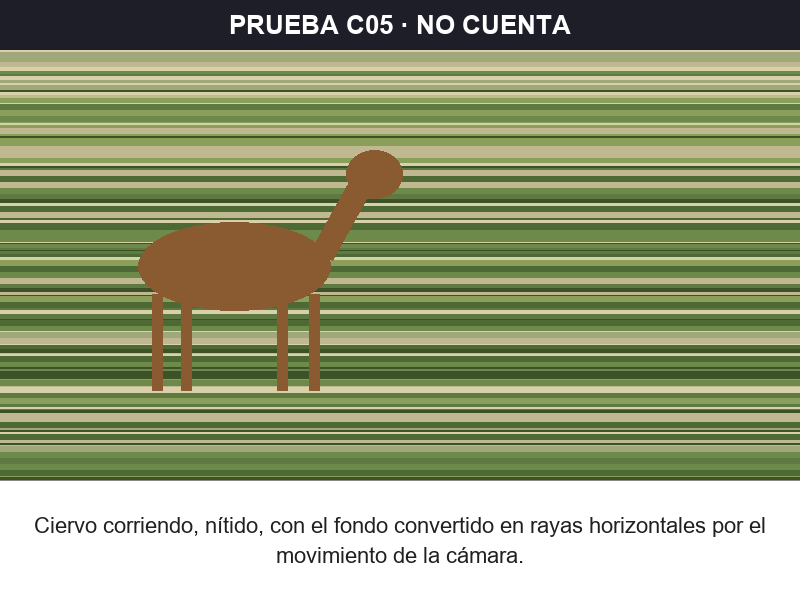 PRUEBA C05 · NO CUENTA
Ciervo corriendo, nítido, con el fondo convertido en rayas horizontales por el
movimiento de la cámara.